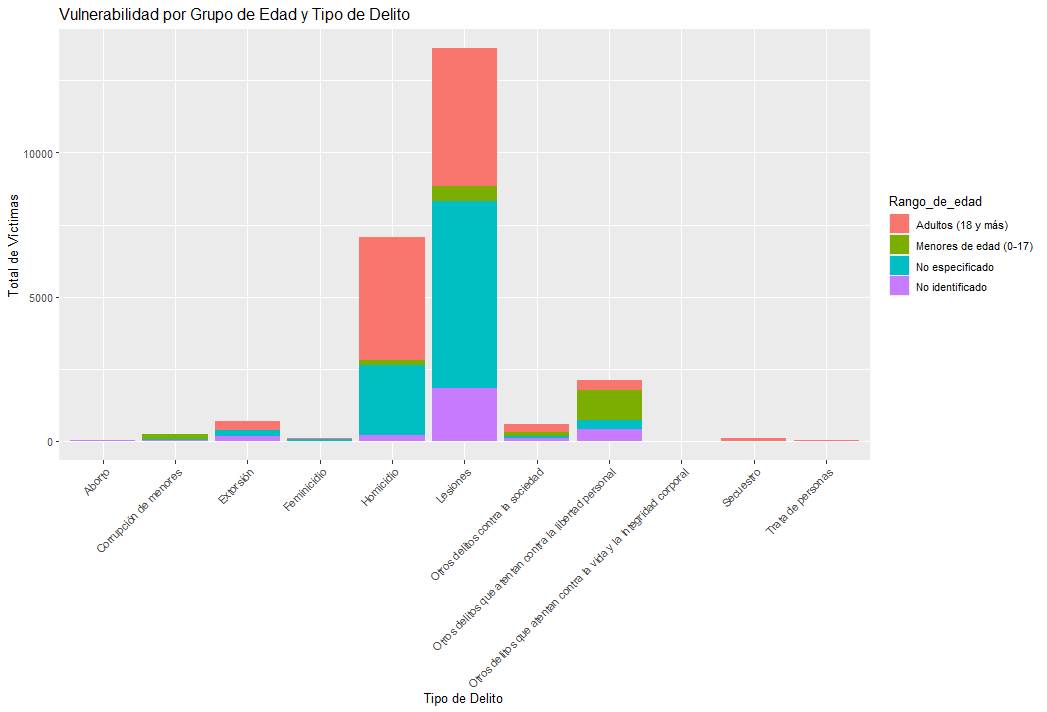 Vulnerabilidad por Grupo de Edad y Tipo de Delito
Total de Víctimas
10000
5000
0
Aborto
Corrupción de menores
Extorsión
Feminicidio
Homicidio
Lesiones
Otros delitos contra la sociedad
Otros delitos que atentan contra la libertad personal
Otros delitos que atentan contra la vida y la integridad corporal
Secuestro
Trata de personas
Tipo de Delito
Rango_de_edad
Adultos (18 y más)
Menores de edad (0-17)
No especificado
No identificado